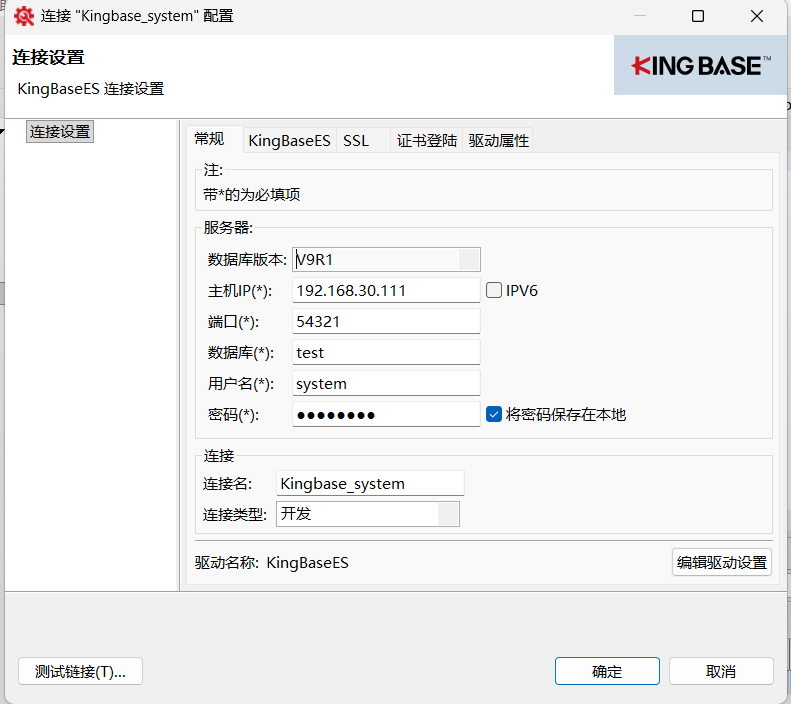 连接 "Kingbase_system" 配置
连接设置
KingBaseES 连接设置
KINGBASE™
连接设置
常规 KingBaseES SSL 证书登陆 驱动属性
注:
带*的为必填项
服务器:
数据库版本: V9R1
主机IP(*): 192.168.30.111 IPV6
端口(*): 54321
数据库(*): test
用户名(*): system
密码(*): ●●●●●●●● 将密码保存在本地
连接
连接名: Kingbase_system
连接类型: 开发
驱动名称: KingBaseES 编辑驱动设置
测试链接(T)... 确定 取消